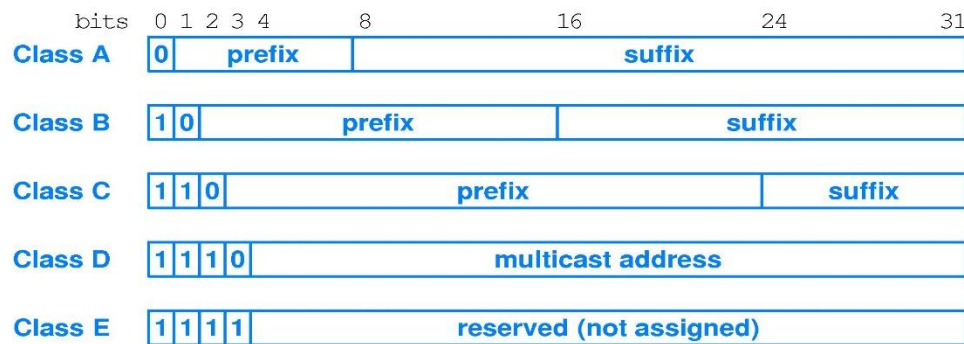 bits 0 1 2 3 4 8 16 24 31
Class A 0 prefix suffix
Class B 1 0 prefix suffix
Class C 1 1 0 prefix suffix
Class D 1 1 1 0 multicast address
Class E 1 1 1 1 reserved (not assigned)